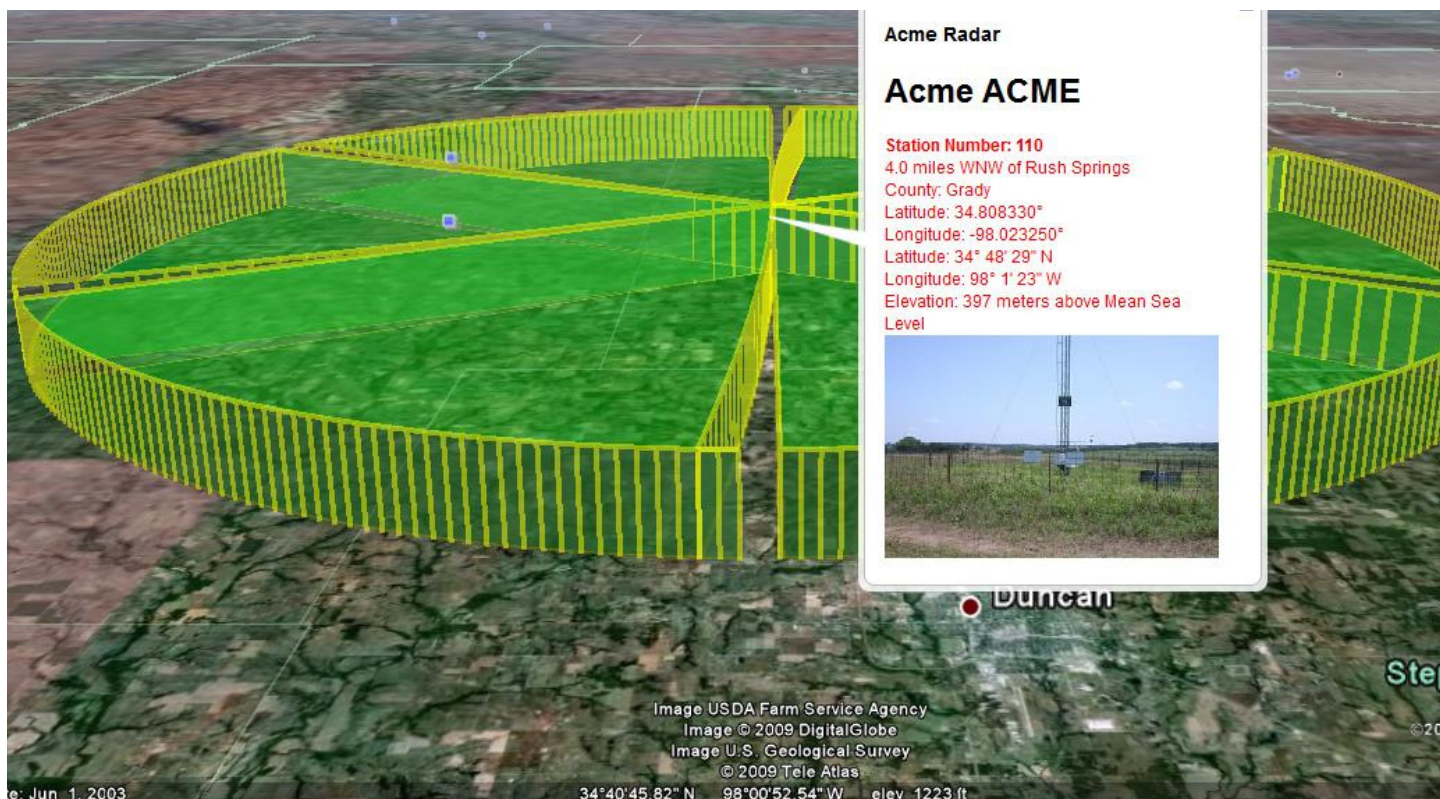 Acme Radar
Acme ACME
Station Number: 110
4.0 miles WNW of Rush Springs
County: Grady
Latitude: 34.808330°
Longitude: -98.023250°
Latitude: 34° 48' 29" N
Longitude: 98° 1' 23" W
Elevation: 397 meters above Mean Sea
Level
Duncan
Step
Image USDA Farm Service Agency
Image © 2009 DigitalGlobe
Image U.S. Geological Survey
© 2009 Tele Atlas
©20
e: Jun 1, 2003
34°40'45.82" N 98°00'52.54" W elev 1223 ft